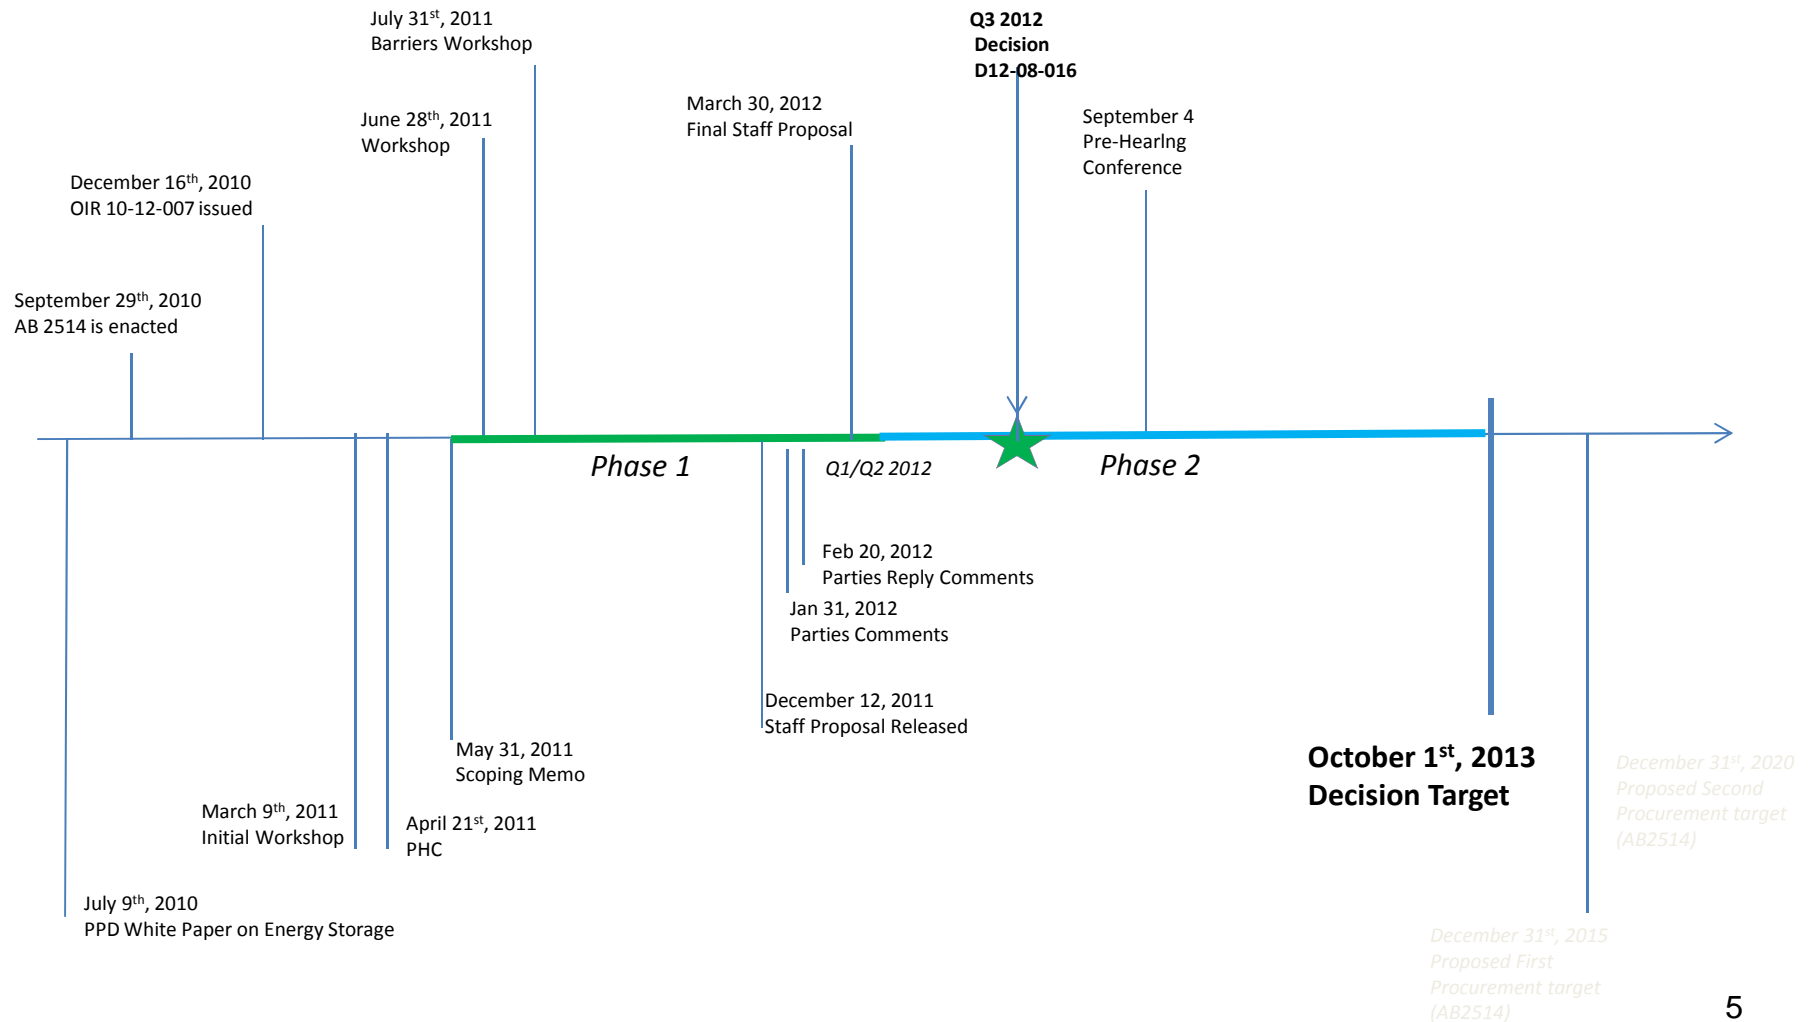 July 31st, 2011
Barriers Workshop
Q3 2012
Decision
D12-08-016
March 30, 2012
Final Staff Proposal
June 28th, 2011
Workshop
September 4
Pre-HearIng
Conference
December 16th, 2010
OIR 10-12-007 issued
September 29th, 2010
AB 2514 is enacted
Phase 1
Q1/Q2 2012
Phase 2
Feb 20, 2012
Parties Reply Comments
Jan 31, 2012
Parties Comments
December 12, 2011
Staff Proposal Released
May 31, 2011
Scoping Memo
October 1st, 2013
Decision Target
December 31st, 2020
Proposed Second
Procurement target
(AB2514)
March 9th, 2011
Initial Workshop
April 21st, 2011
PHC
July 9th, 2010
PPD White Paper on Energy Storage
December 31st, 2015
Proposed First
Procurement target
(AB2514)
5